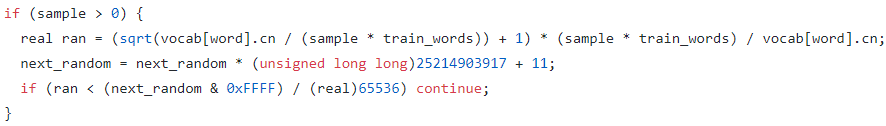 if (sample > 0) {
real ran = (sqrt(vocab[word].cn / (sample * train_words)) + 1) * (sample * train_words) / vocab[word].cn;
next_random = next_random * (unsigned long long)25214903917 + 11;
if (ran < (next_random & 0xFFFF) / (real)65536) continue;
}